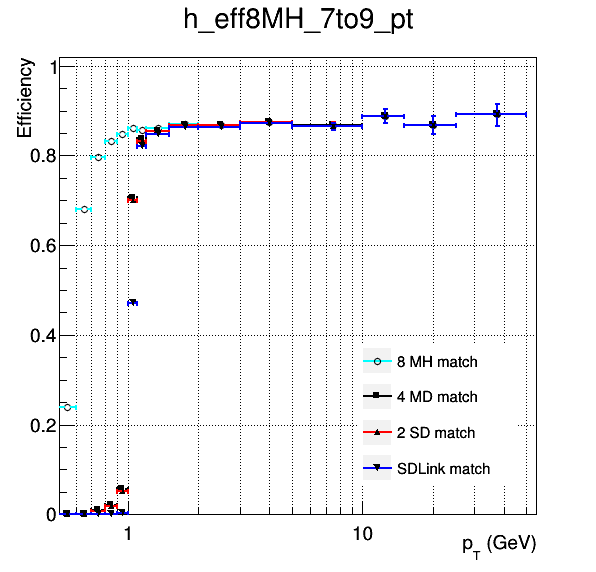 h_eff8MH_7to9_pt
Efficiency
1
0.8
0.6
0.4
0.2
0
8 MH match
4 MD match
2 SD match
SDLink match
1
10
p_T (GeV)